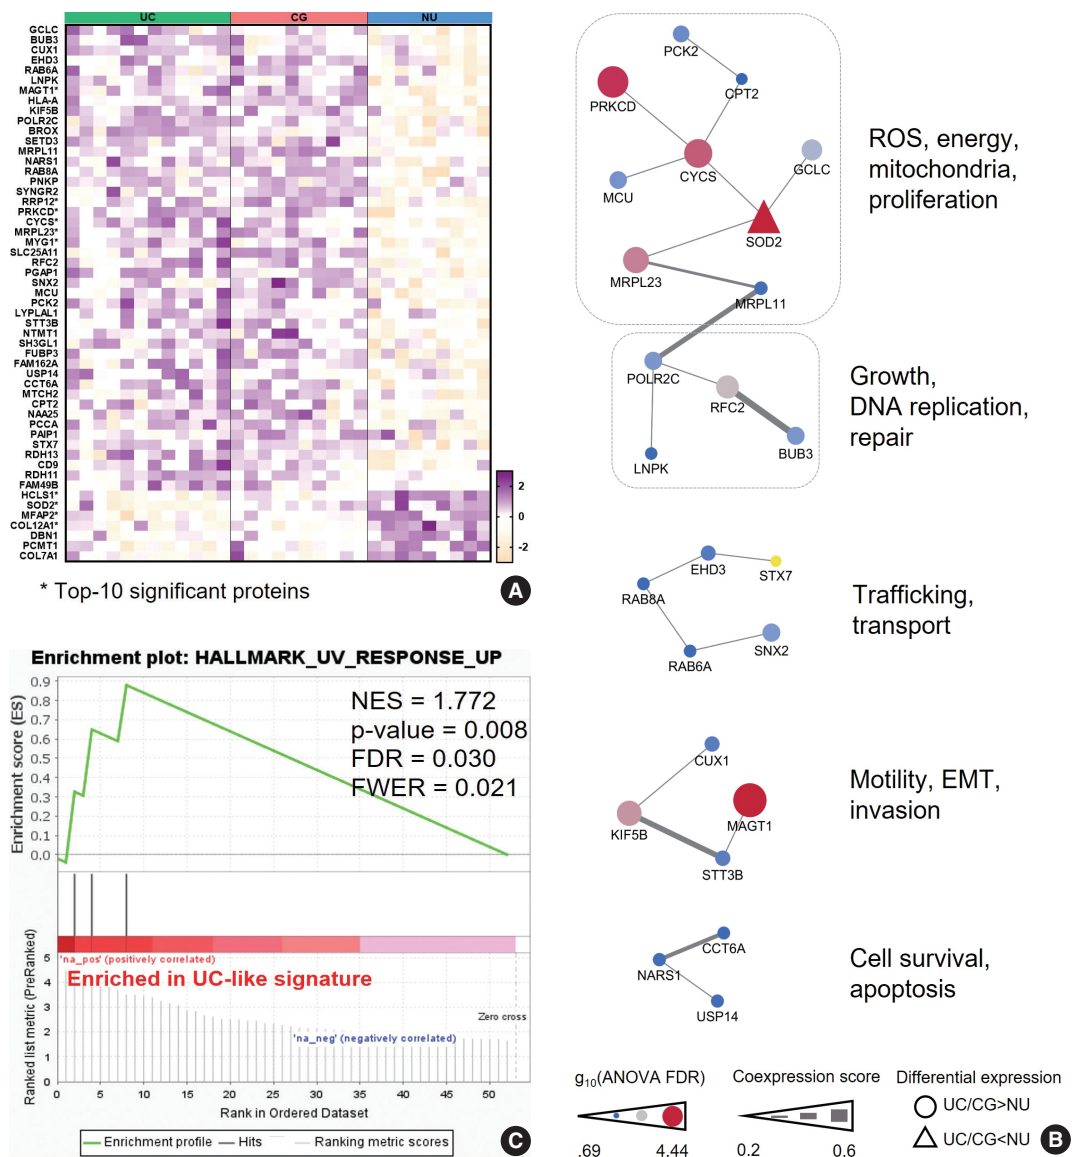 UC CG NU
GCLC
BUB3
CUX1
EHD3
RAB6A
LNPK
MAGT1*
HLA-A
KIF5B
POLR2C
BROX
SETD3
MRPL11
NARS1
RAB8A
PNKP
SYNGR2
RRP12*
PRKCD*
CYCS*
MRPL23*
MYG1*
SLC25A11
RFC2
PGAP1
SNX2
MCU
PCK2
LYPLAL1
STT3B
NTMT1
SH3GL1
FUBP3
FAM162A
USP14
CCT6A
MTCH2
CPT2
NAA25
PCCA
PAIP1
STX7
RDH13
CD9
RDH11
FAM49B
HCLS1*
SOD2*
MFAP2*
COL12A1*
DBN1
PCMT1
COL7A1
2
0
-2
* Top-10 significant proteins
A
PCK2
CPT2
PRKCD
CYCS
GCLC
MCU
SOD2
MRPL23
MRPL11
ROS, energy,
mitochondria,
proliferation
POLR2C
RFC2
BUB3
LNPK
Growth,
DNA replication,
repair
EHD3
STX7
RAB8A
RAB6A
SNX2
Trafficking,
transport
CUX1
KIF5B
MAGT1
STT3B
Motility, EMT,
invasion
CCT6A
NARS1
USP14
Cell survival,
apoptosis
g10(ANOVA FDR)
.69 4.44
Coexpression score
0.2 0.6
Differential expression
UC/CG>NU
UC/CG<NU
B
Enrichment plot: HALLMARK_UV_RESPONSE_UP
Enrichment score (ES)
0.9
0.8
0.7
0.6
0.5
0.4
0.3
0.2
0.1
0.0
NES = 1.772
p-value = 0.008
FDR = 0.030
FWER = 0.021
Ranked list metric (PreRanked)
5
4
3
2
1
0
'na_pos' (positively correlated)
Enriched in UC-like signature
Zero cross
'na_neg' (negatively correlated)
0 5 10 15 20 25 30 35 40 45 50
Rank in Ordered Dataset
Enrichment profile Hits Ranking metric scores
C